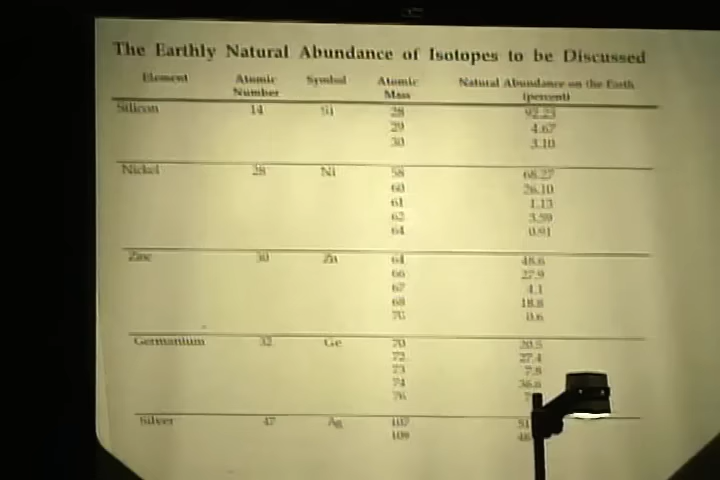 The Earthly Natural Abundance of Isotopes to be Discussed
Element Atomic Number Symbol Atomic Mass Natural Abundance on the Earth (percent)
Silicon 14 Si 28 92.23
29 4.67
30 3.10
Nickel 28 Ni 58 68.27
60 26.10
61 1.13
62 3.59
64 0.91
Zinc 30 Zn 64 48.6
66 27.9
67 4.1
68 18.8
70 0.6
Germanium 32 Ge 70 20.5
72 27.4
73 7.8
74 36.8
76
Silver 47 Ag 107 51
109 48